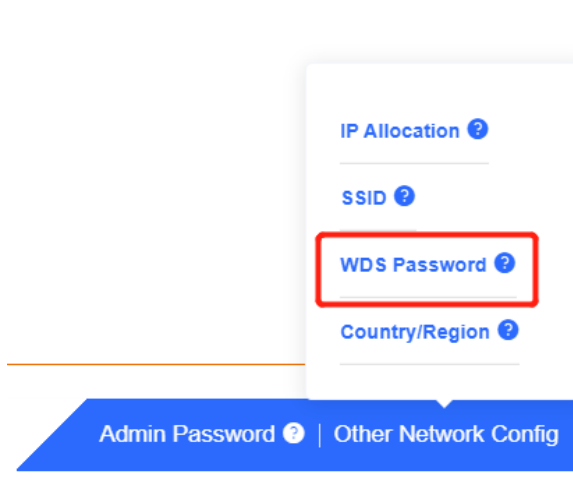 IP Allocation ?
SSID ?
WDS Password ?
Country/Region ?
Admin Password ? | Other Network Config